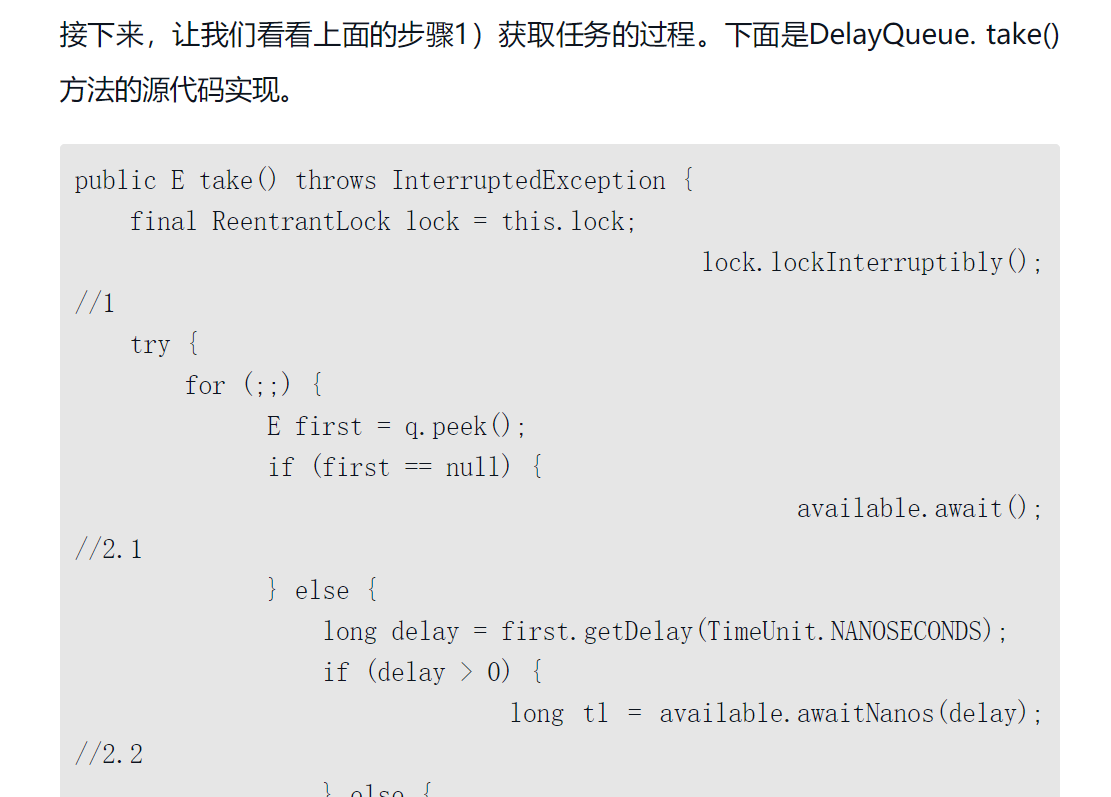 接下来，让我们看看上面的步骤1）获取任务的过程。下面是DelayQueue. take()
方法的源代码实现。
public E take() throws InterruptedException {
final ReentrantLock lock = this.lock;
lock.lockInterruptibly();
//1
try {
for (;;) {
E first = q.peek();
if (first == null) {
available.await();
//2.1
} else {
long delay = first.getDelay(TimeUnit.NANOSECONDS);
if (delay > 0) {
long tl = available.awaitNanos(delay);
//2.2
} else {